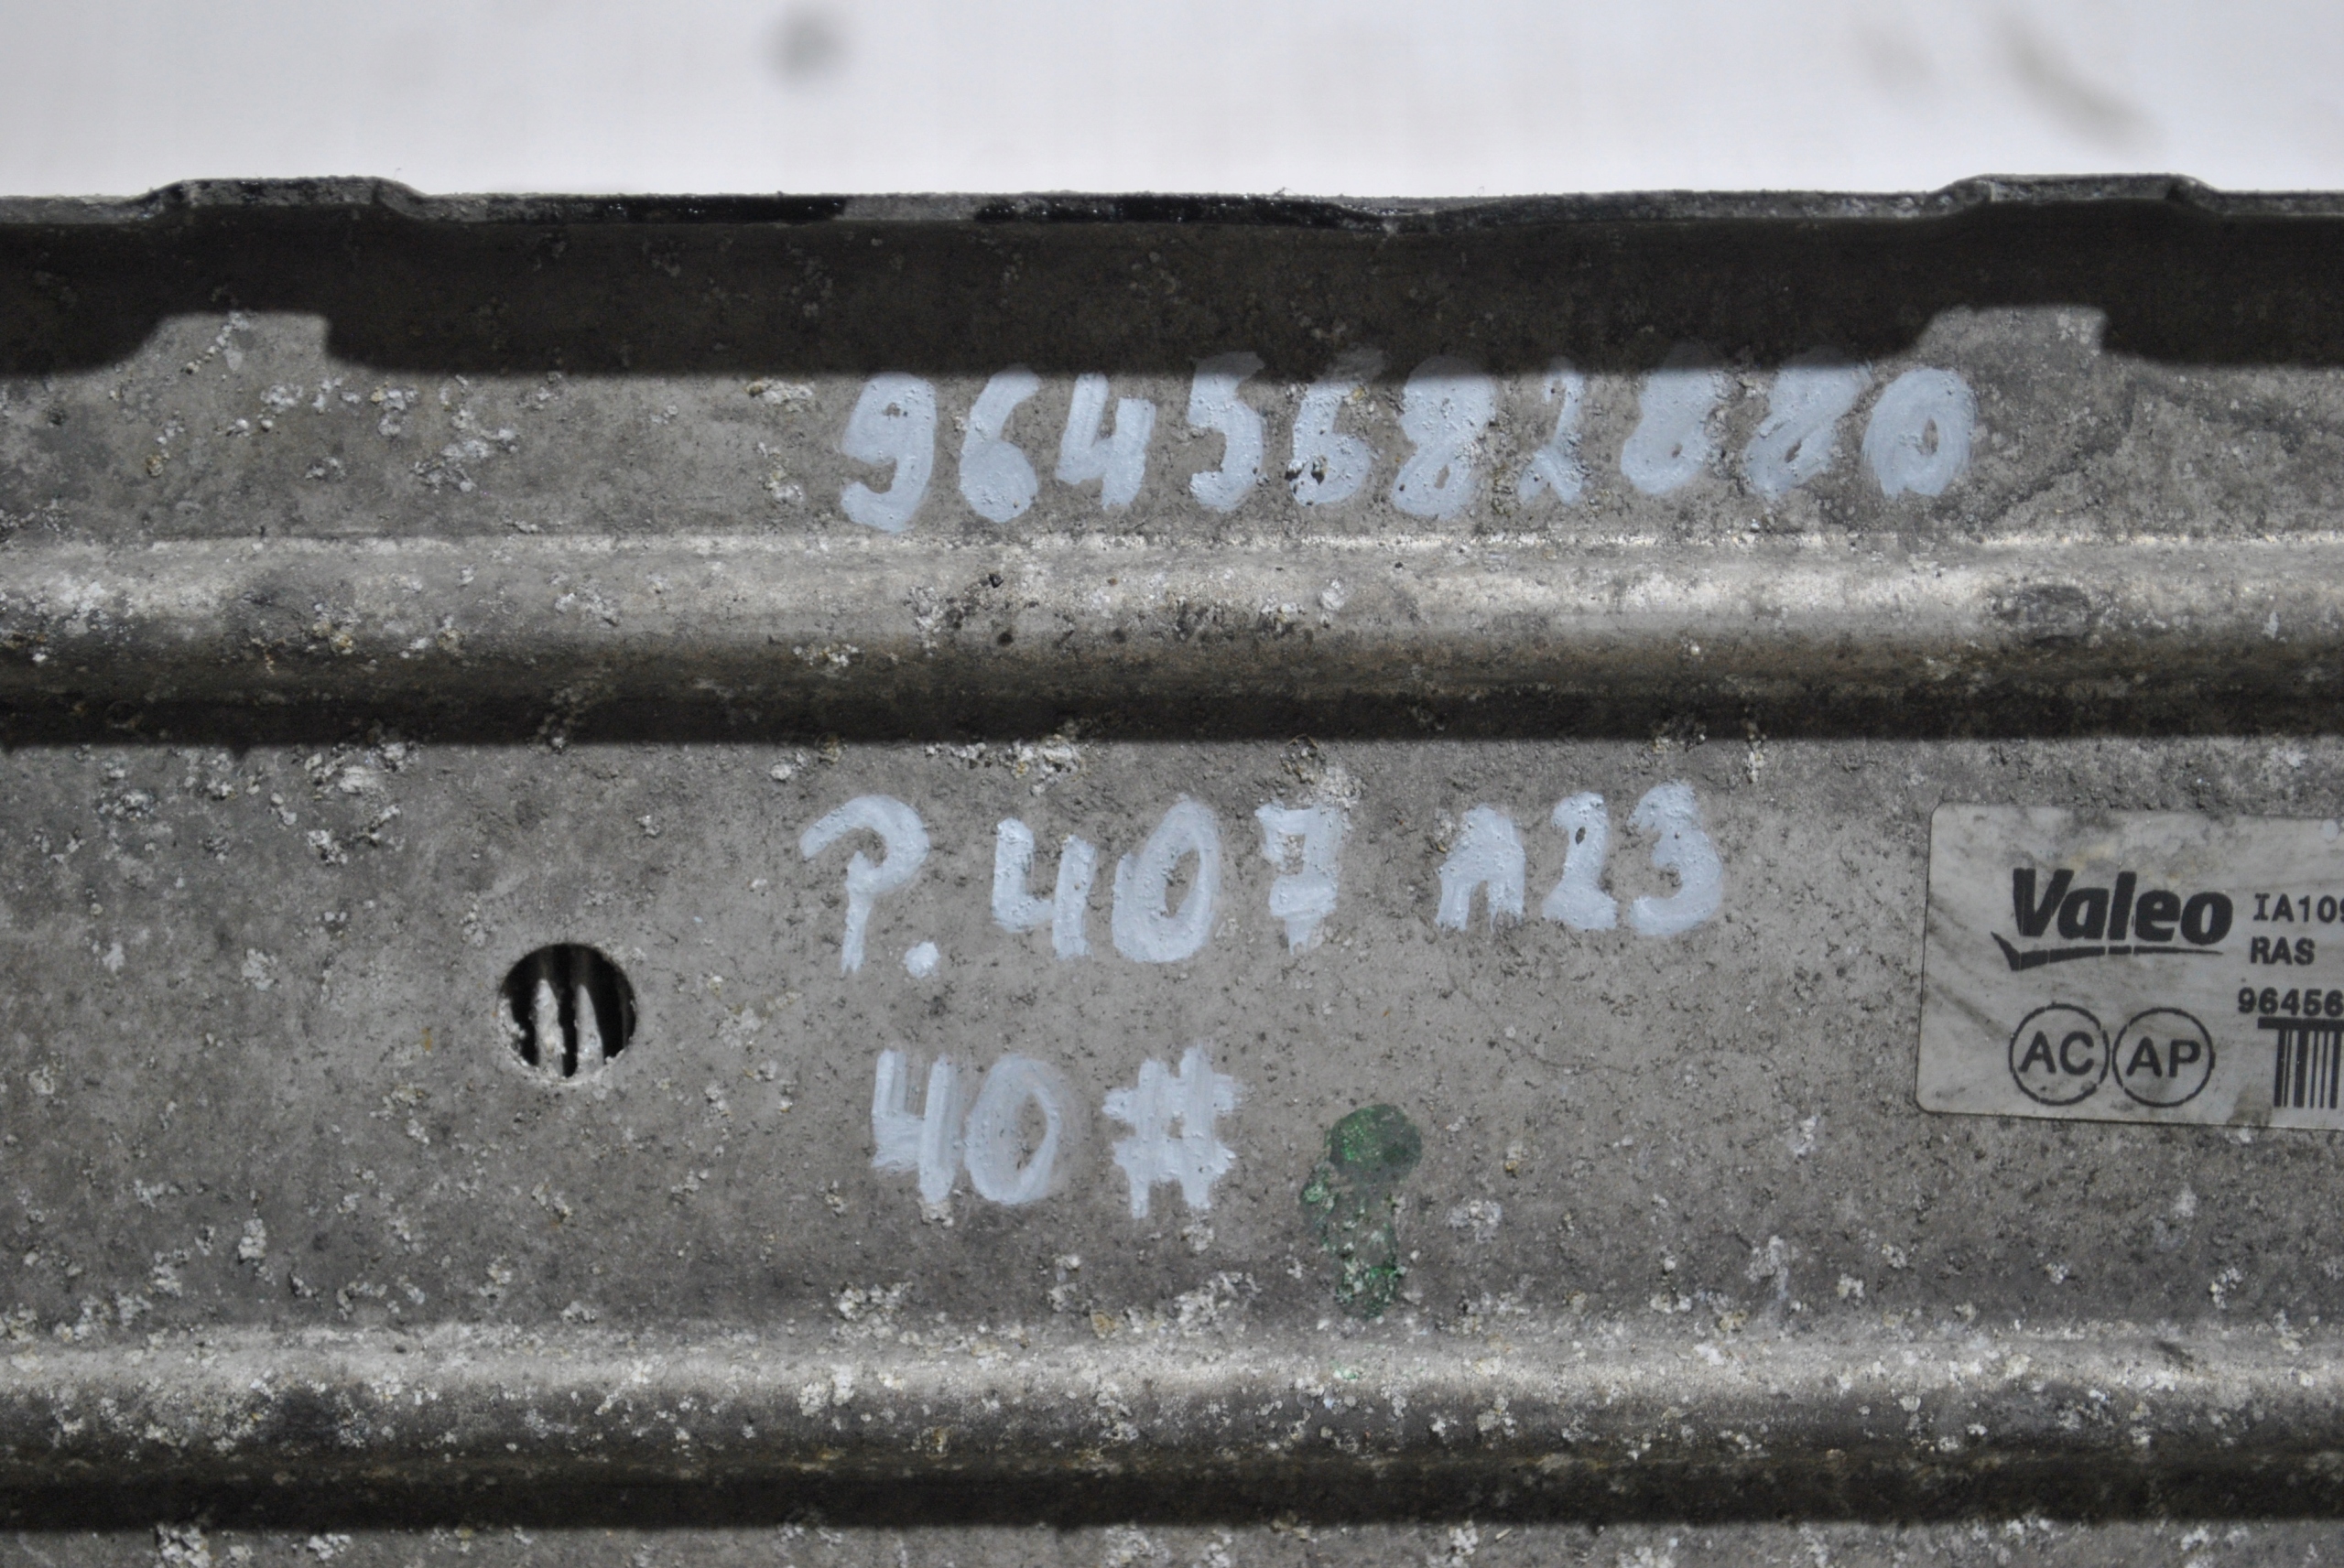 9645682880
P. 407 A23
40#
Valeo IA10
RAS
96456
AC AP